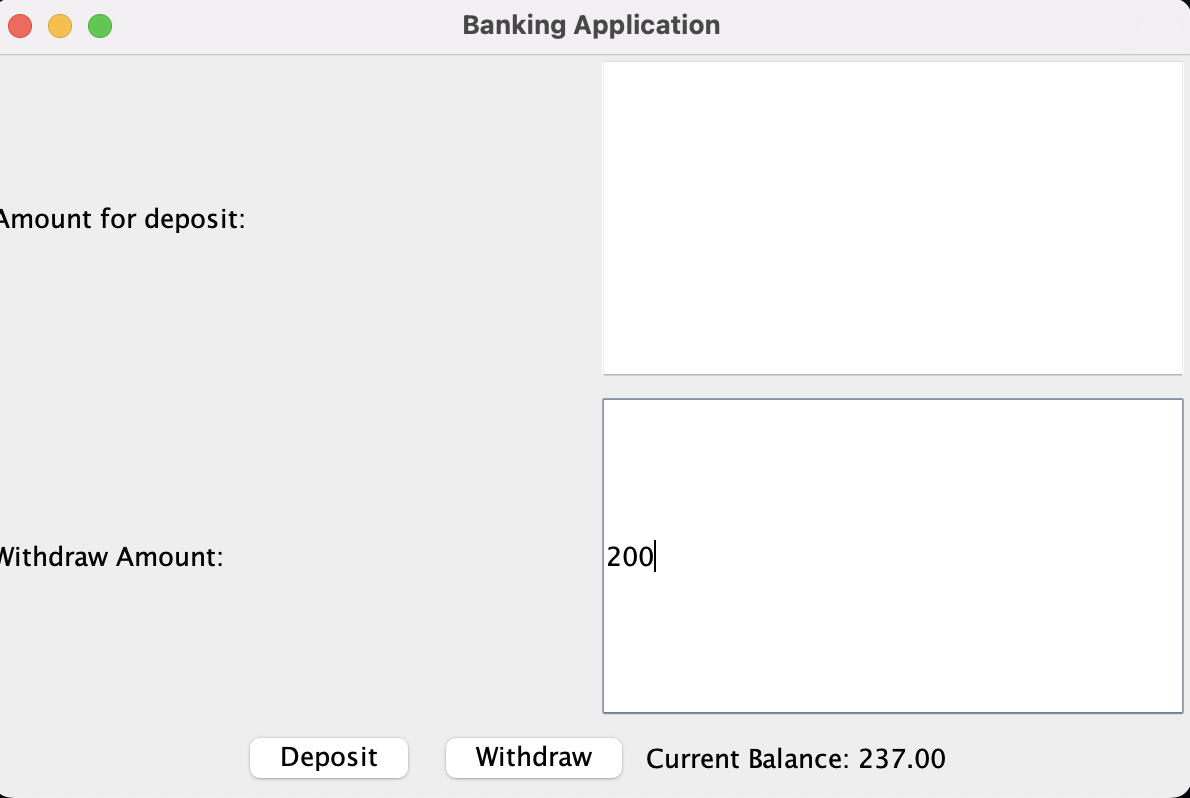 Banking Application
Amount for deposit:
Withdraw Amount:
200
Deposit
Withdraw
Current Balance: 237.00